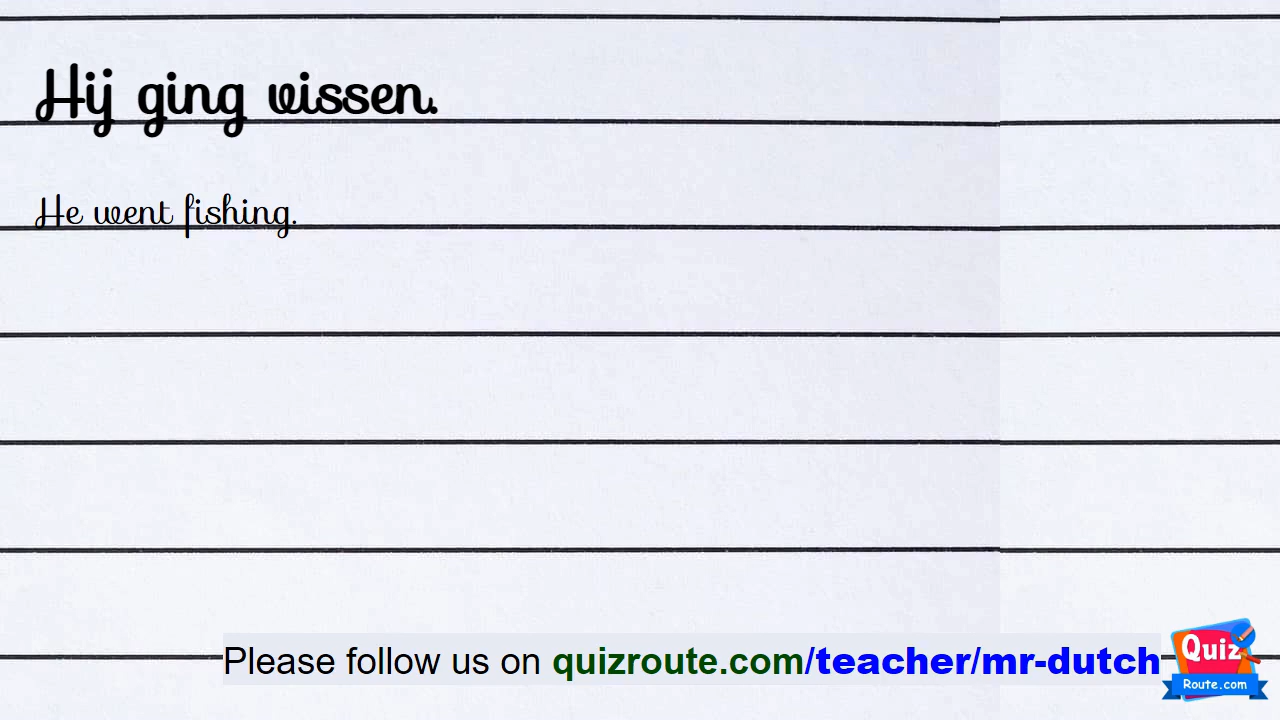 Hij ging vissen.
He went fishing.
Please follow us on quizroute.com/teacher/mr-dutch
Quiz
Route.com